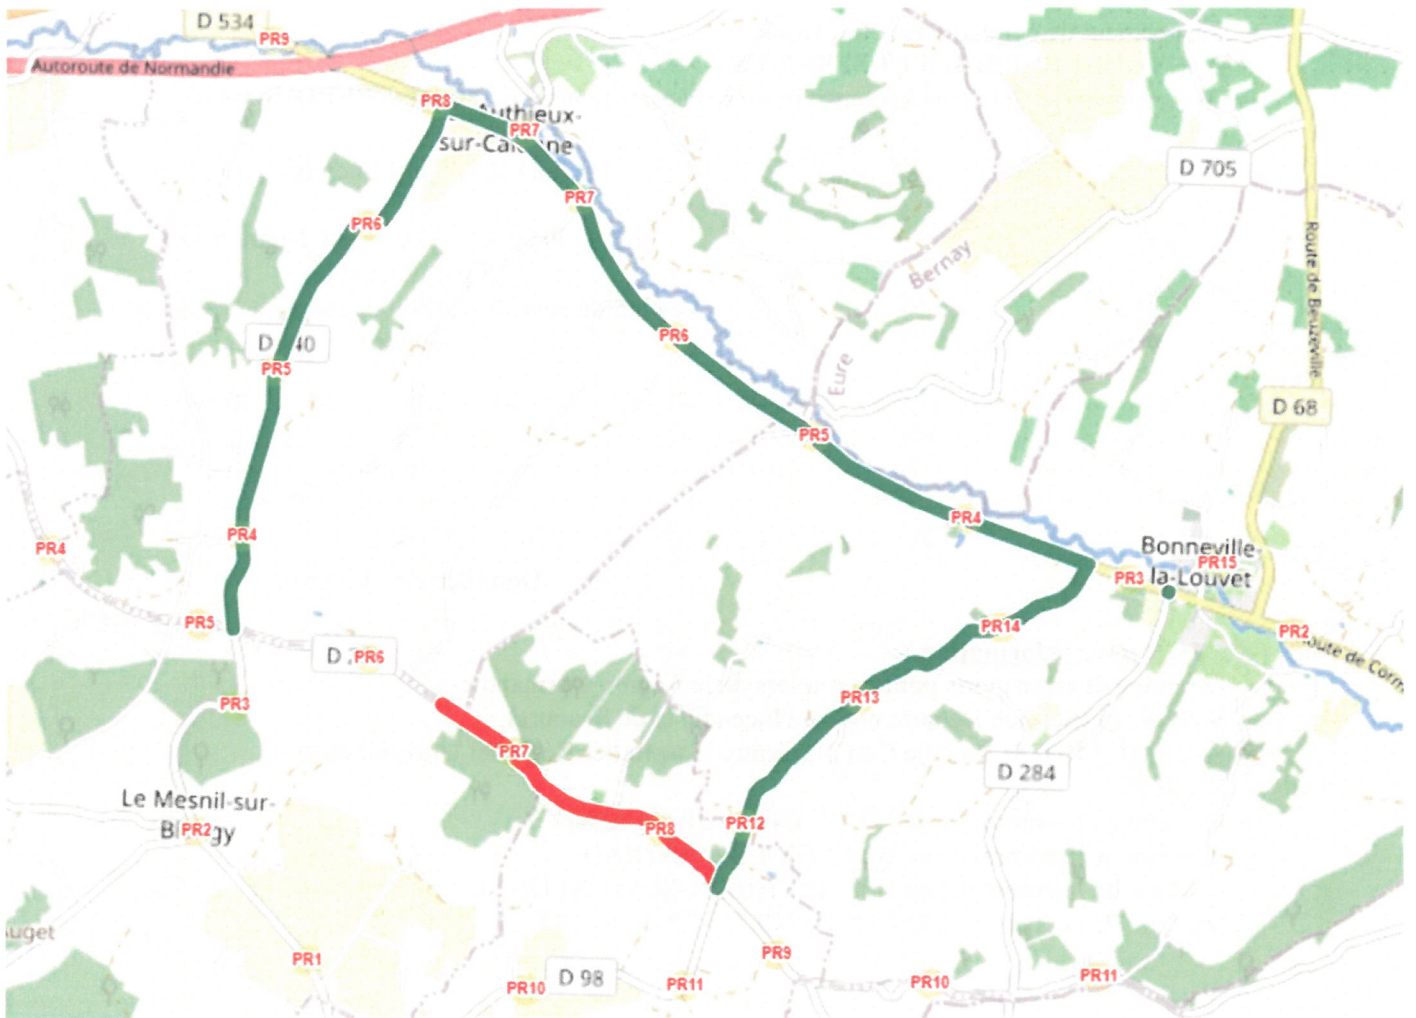 D 534
PR9
Autoroute de Normandie
PR8
Authieux-
PR7
sur-Cal
ne
D 705
PR7
PR6
Bernay
Route de Beuzeville
PR6
D
40
PR5
Eure
D 68
PR5
PR4
PR4
PR4
Bonneville-
PR15
la-Louvet
PR3
PR5
PR14
PR2
Route de Corm
D
PR6
PR3
PR13
PR7
D 284
Le Mesnil-sur-
PR2
gy
PR8
PR12
uget
PR1
PR9
D 98
PR10
PR11
PR10
PR11